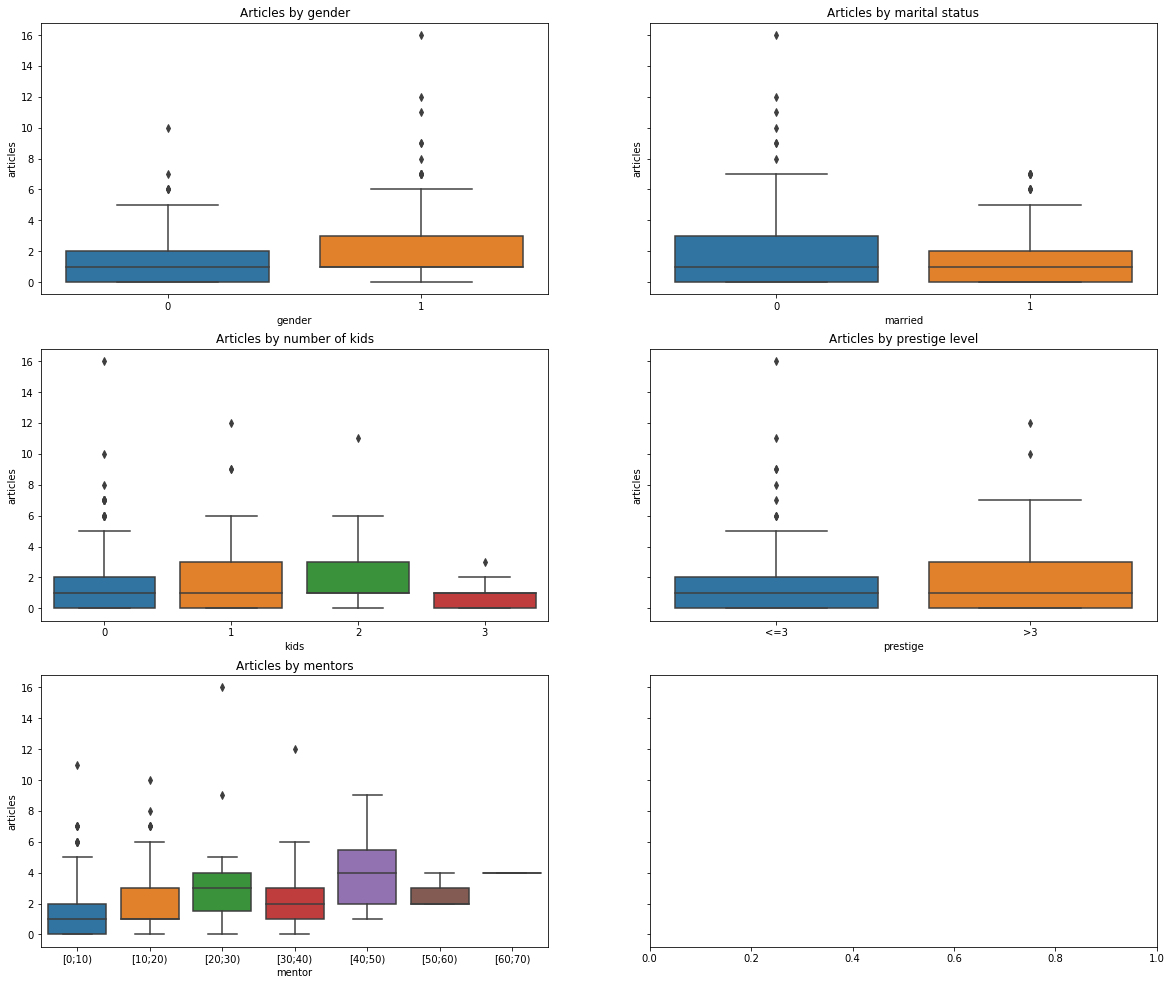 Articles by gender
16
14
12
10
8
6
4
2
0
articles
0 1
gender
Articles by marital status
articles
0 1
married
Articles by number of kids
16
14
12
10
8
6
4
2
0
articles
0 1 2 3
kids
Articles by prestige level
articles
<=3 >3
prestige
Articles by mentors
16
14
12
10
8
6
4
2
0
articles
[0;10) [10;20) [20;30) [30;40) [40;50) [50;60) [60;70)
mentor
0.0 0.2 0.4 0.6 0.8 1.0